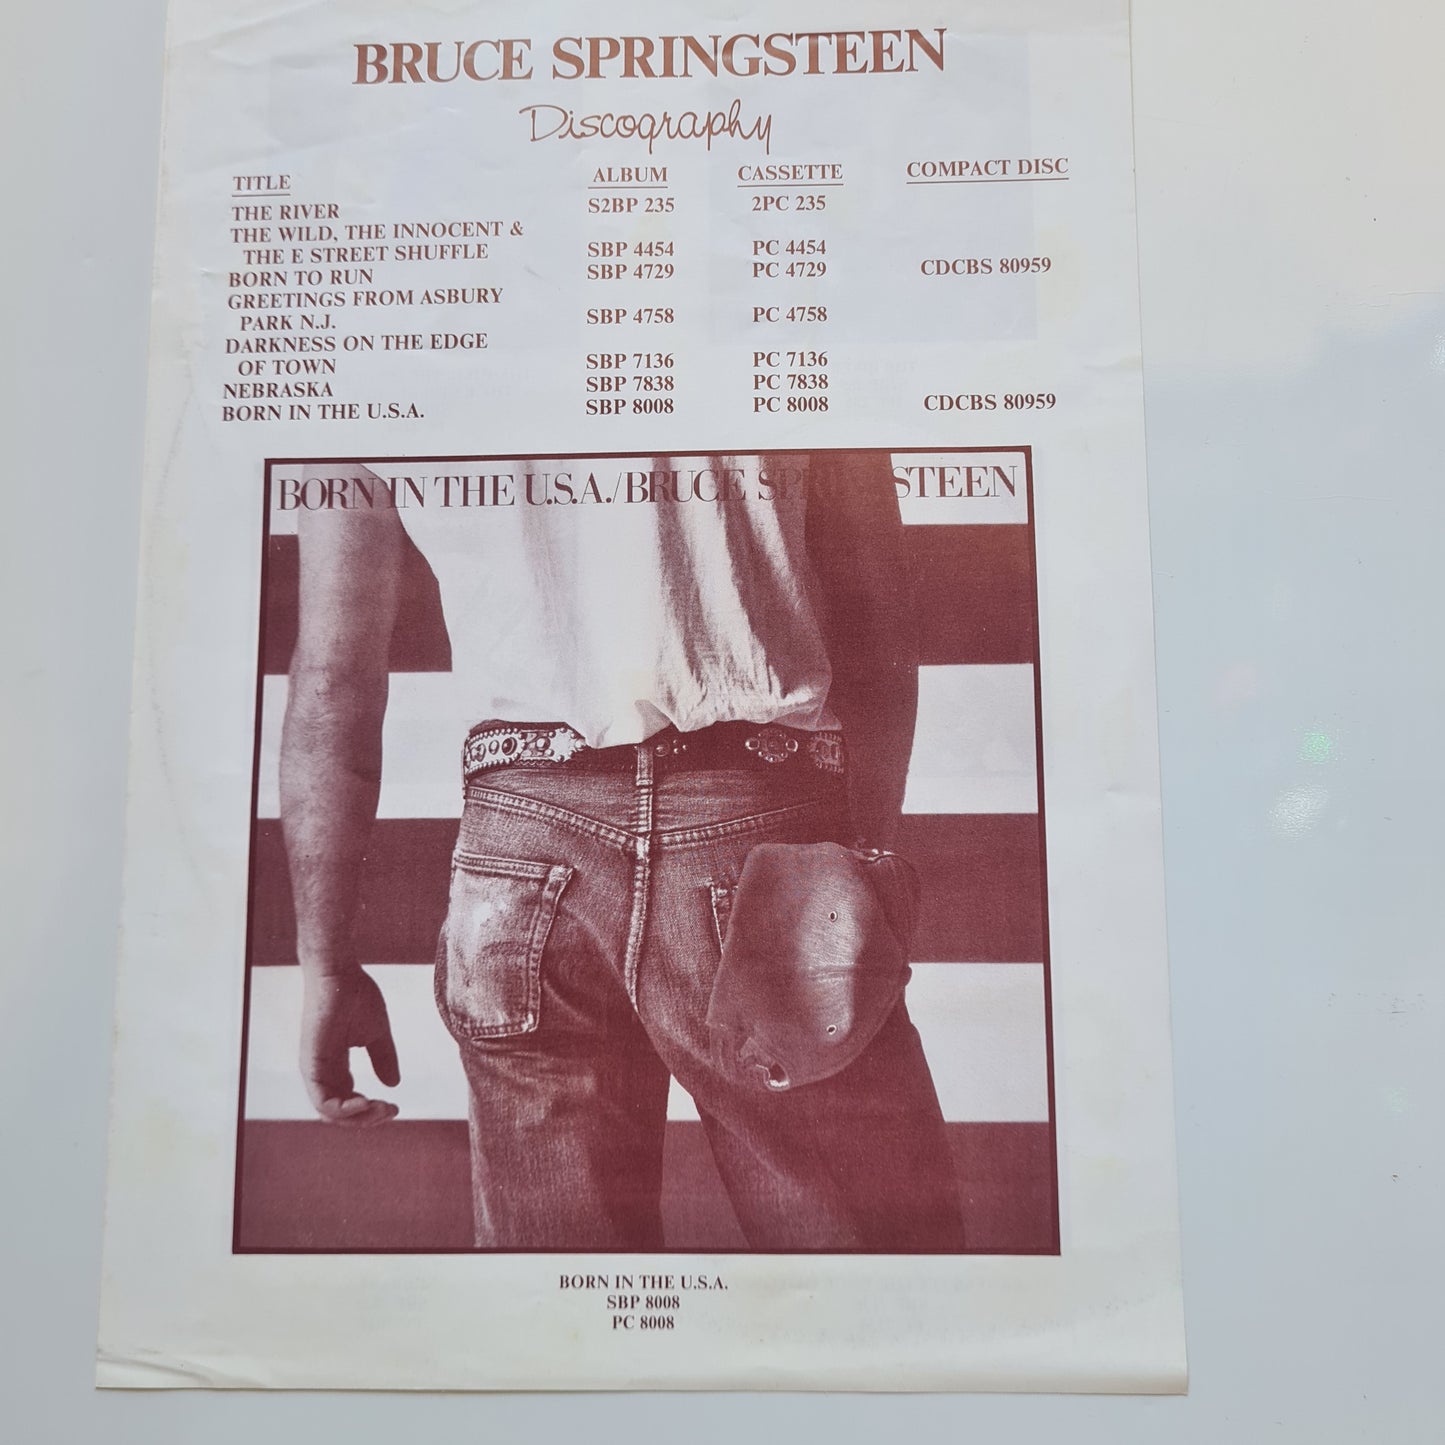 BRUCE SPRINGSTEEN
Discography
TITLE ALBUM CASSETTE COMPACT DISC
THE RIVER S2BP 235 2PC 235
THE WILD, THE INNOCENT &
THE E STREET SHUFFLE SBP 4454 PC 4454
BORN TO RUN SBP 4729 PC 4729 CDCBS 80959
GREETINGS FROM ASBURY
PARK N.J. SBP 4758 PC 4758
DARKNESS ON THE EDGE
OF TOWN SBP 7136 PC 7136
NEBRASKA SBP 7838 PC 7838
BORN IN THE U.S.A. SBP 8008 PC 8008 CDCBS 80959
BORN IN THE U.S.A./BRUCE SPRINGSTEEN
BORN IN THE U.S.A.
SBP 8008
PC 8008